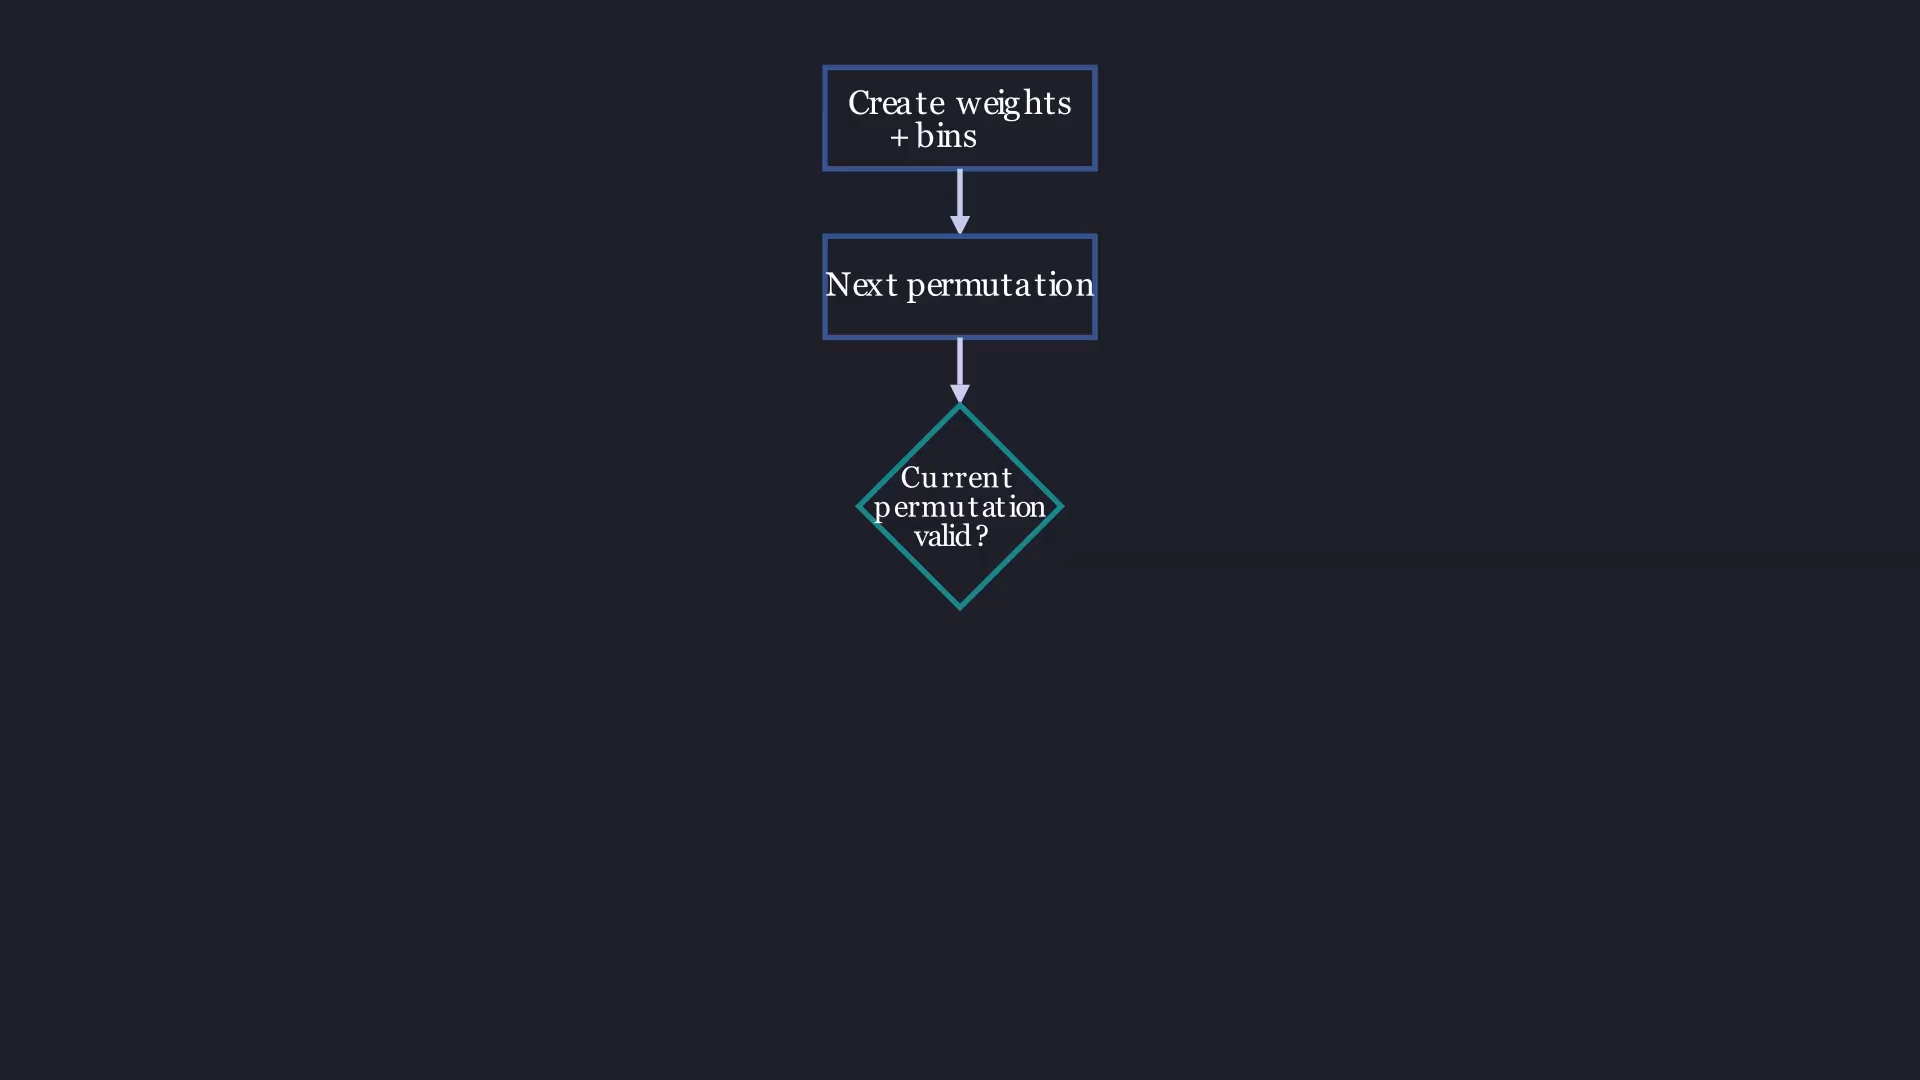 Create weights
+ bins
Next permutation
Current
permutation
valid?